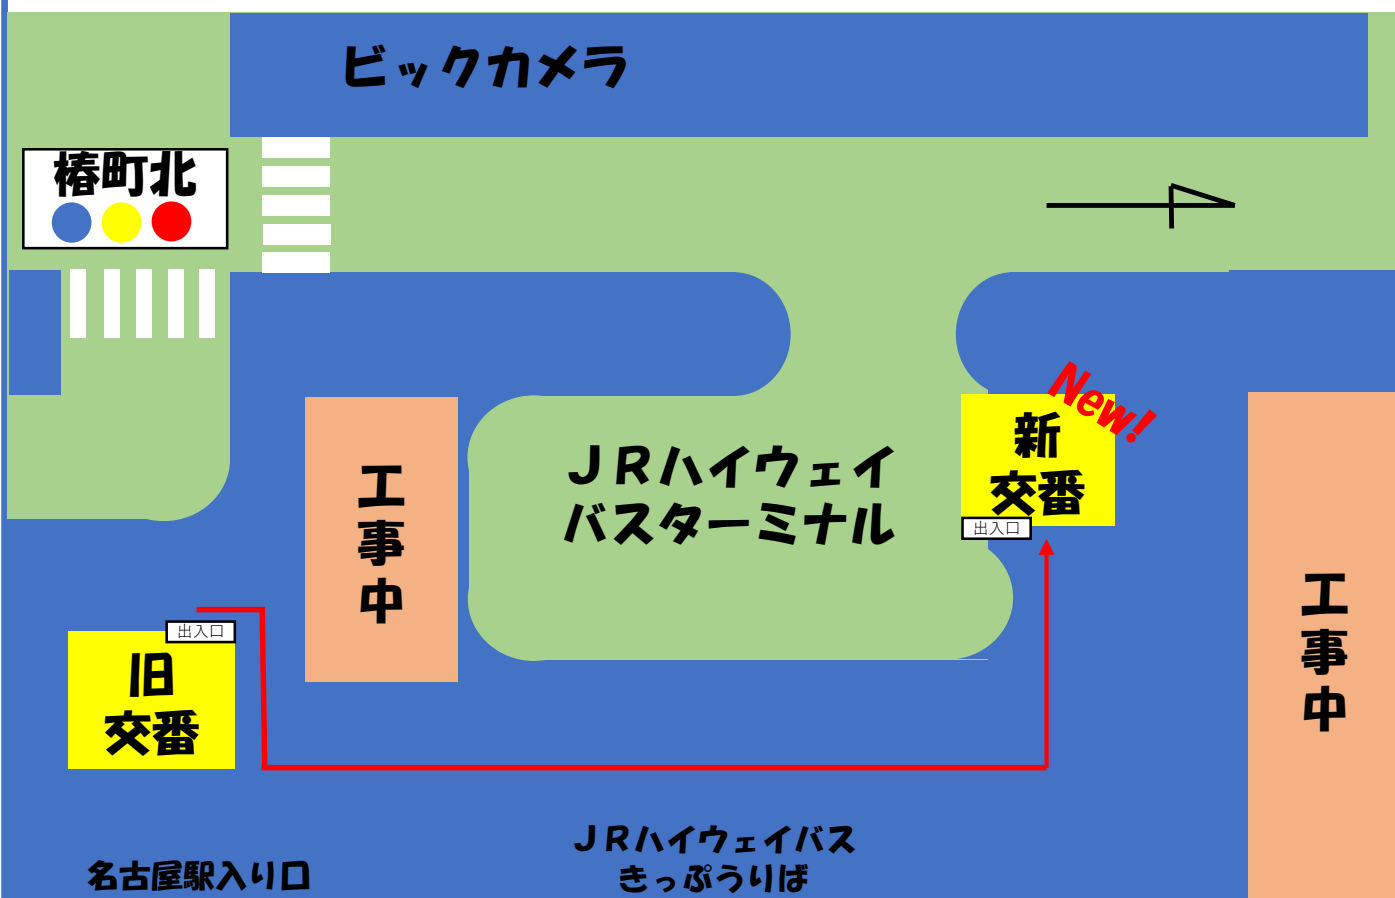 ビックカメラ
椿町北
New!
新
交番
出入口
JRハイウェイ
バスターミナル
工事中
工事中
出入口
旧
交番
JRハイウェイバス
きっぷうりば
名古屋駅入り口